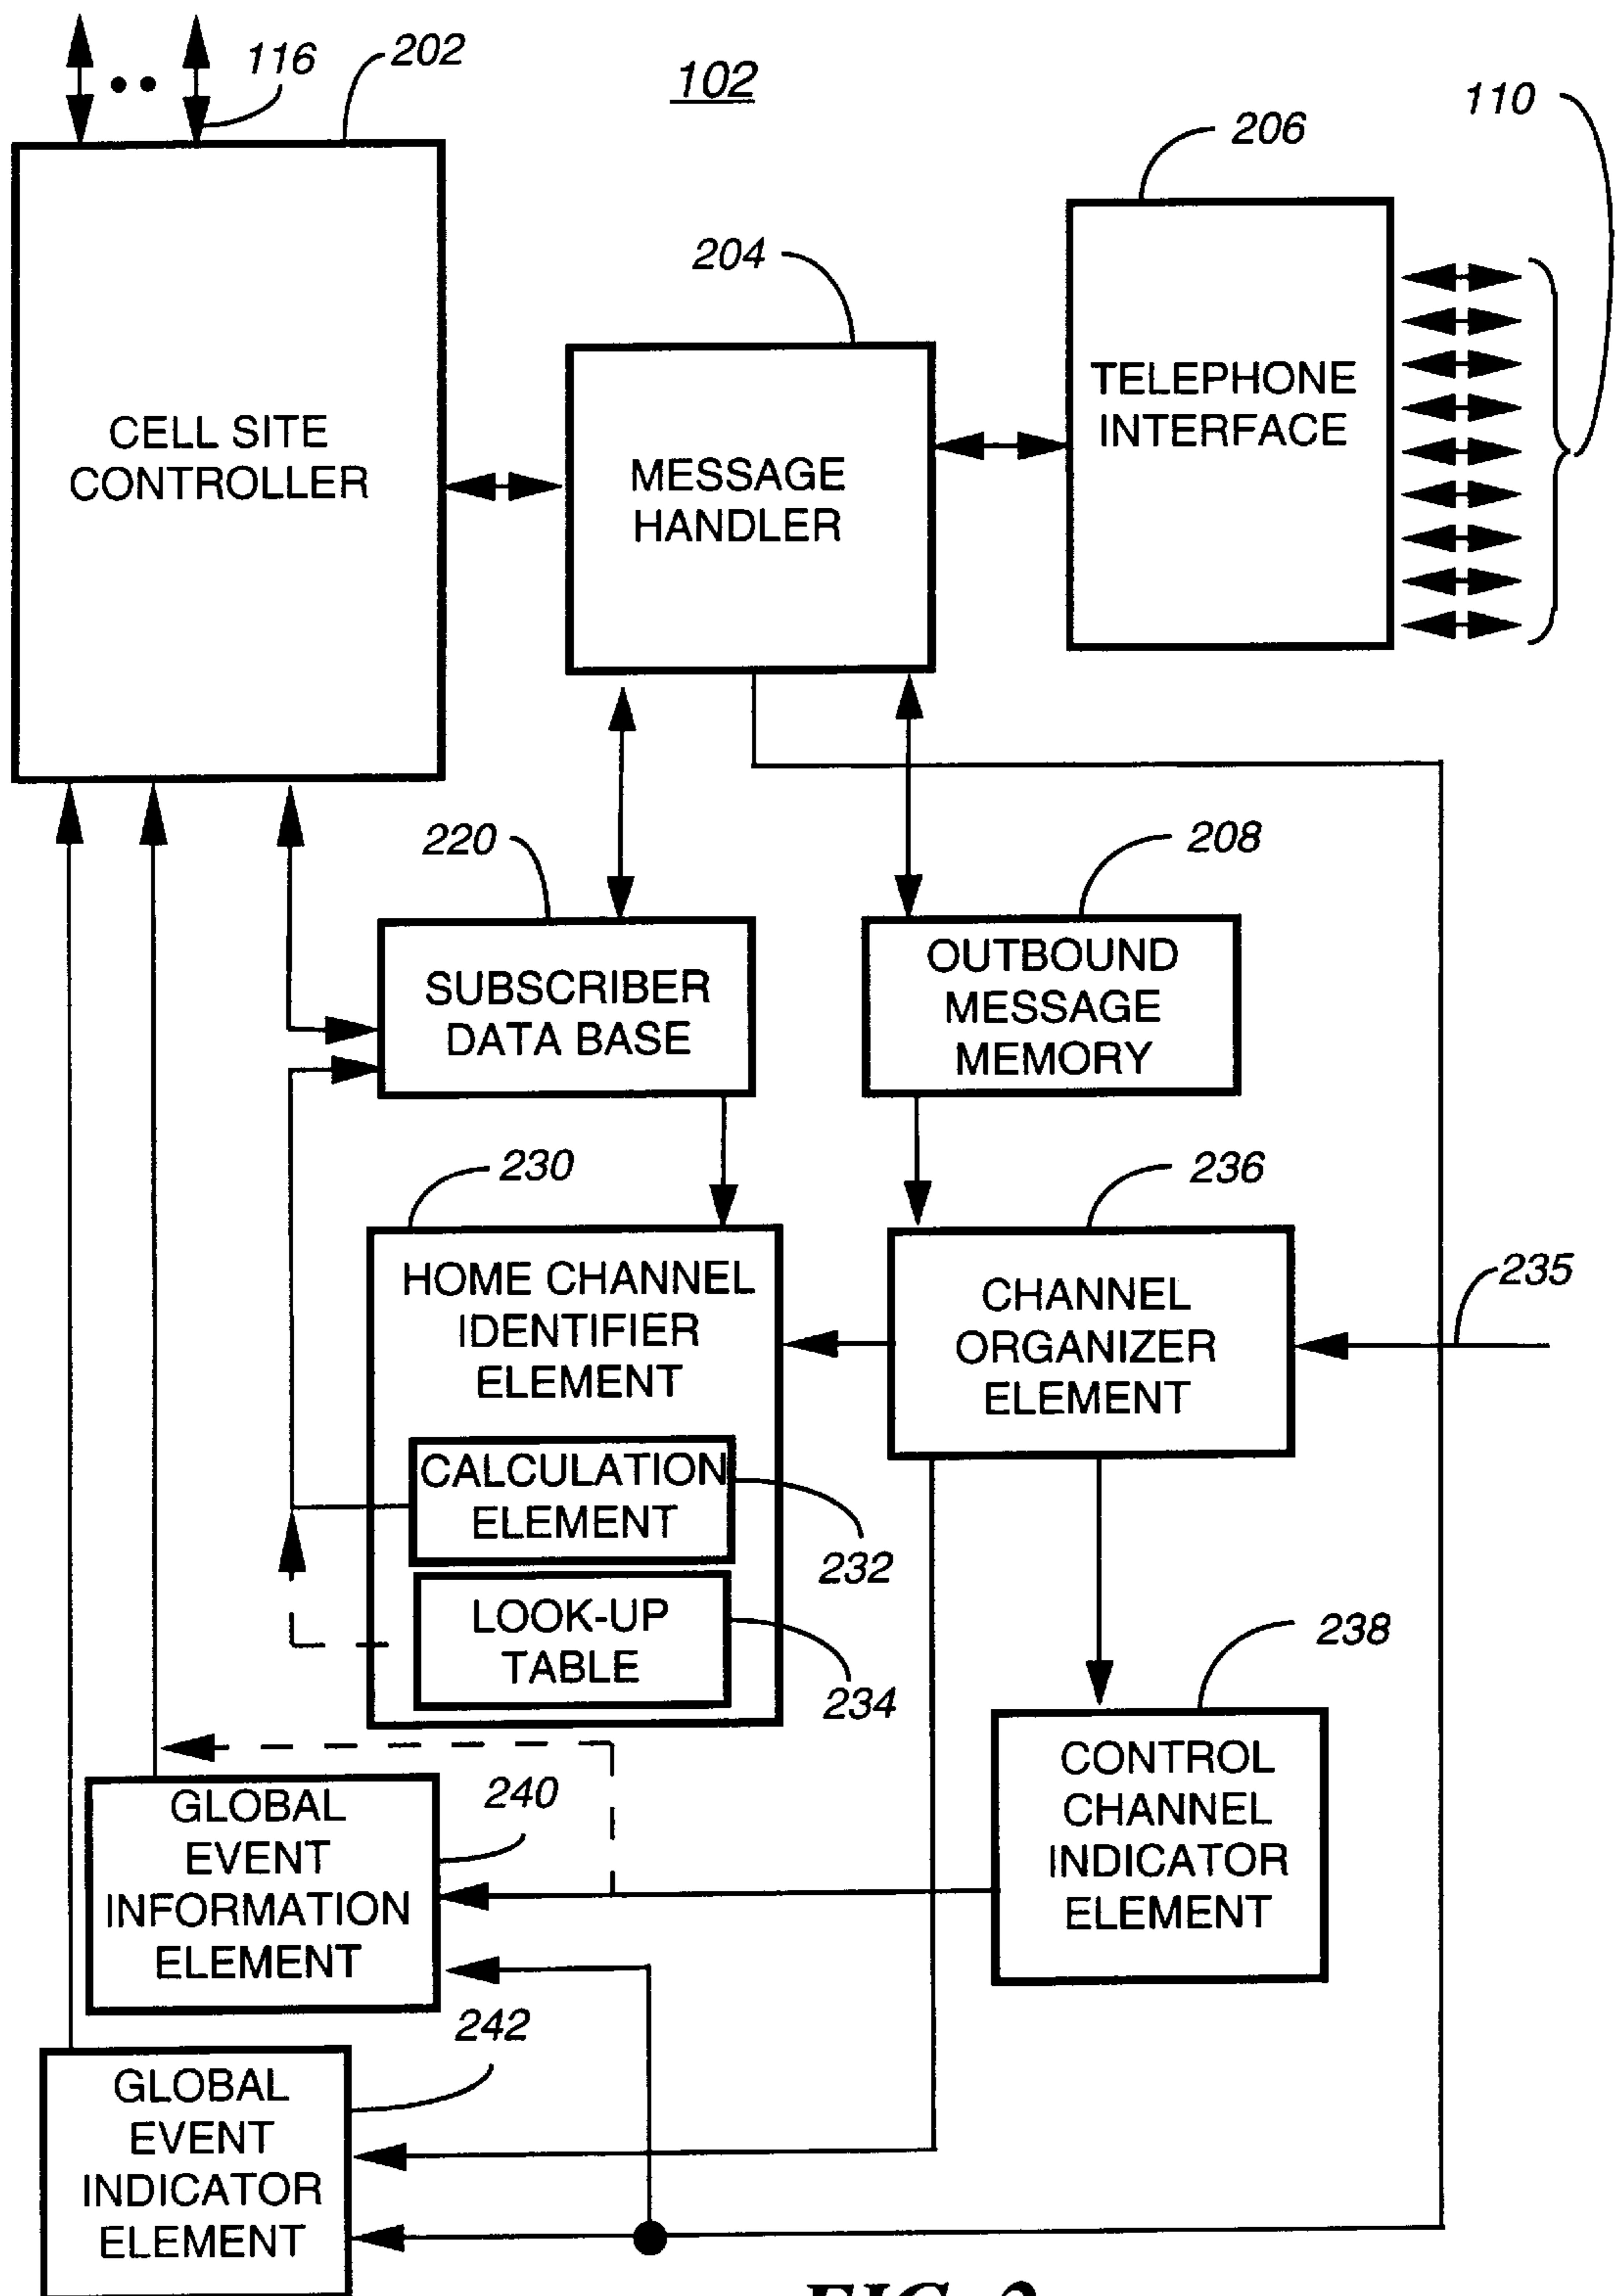 116
202
102
110
206
204
CELL SITE
CONTROLLER
MESSAGE
HANDLER
TELEPHONE
INTERFACE
220
208
SUBSCRIBER
DATA BASE
OUTBOUND
MESSAGE
MEMORY
230
236
235
HOME CHANNEL
IDENTIFIER
ELEMENT
CHANNEL
ORGANIZER
ELEMENT
CALCULATION
ELEMENT
232
LOOK-UP
TABLE
234
238
CONTROL
CHANNEL
INDICATOR
ELEMENT
240
GLOBAL
EVENT
INFORMATION
ELEMENT
242
GLOBAL
EVENT
INDICATOR
ELEMENT
FIG. 2